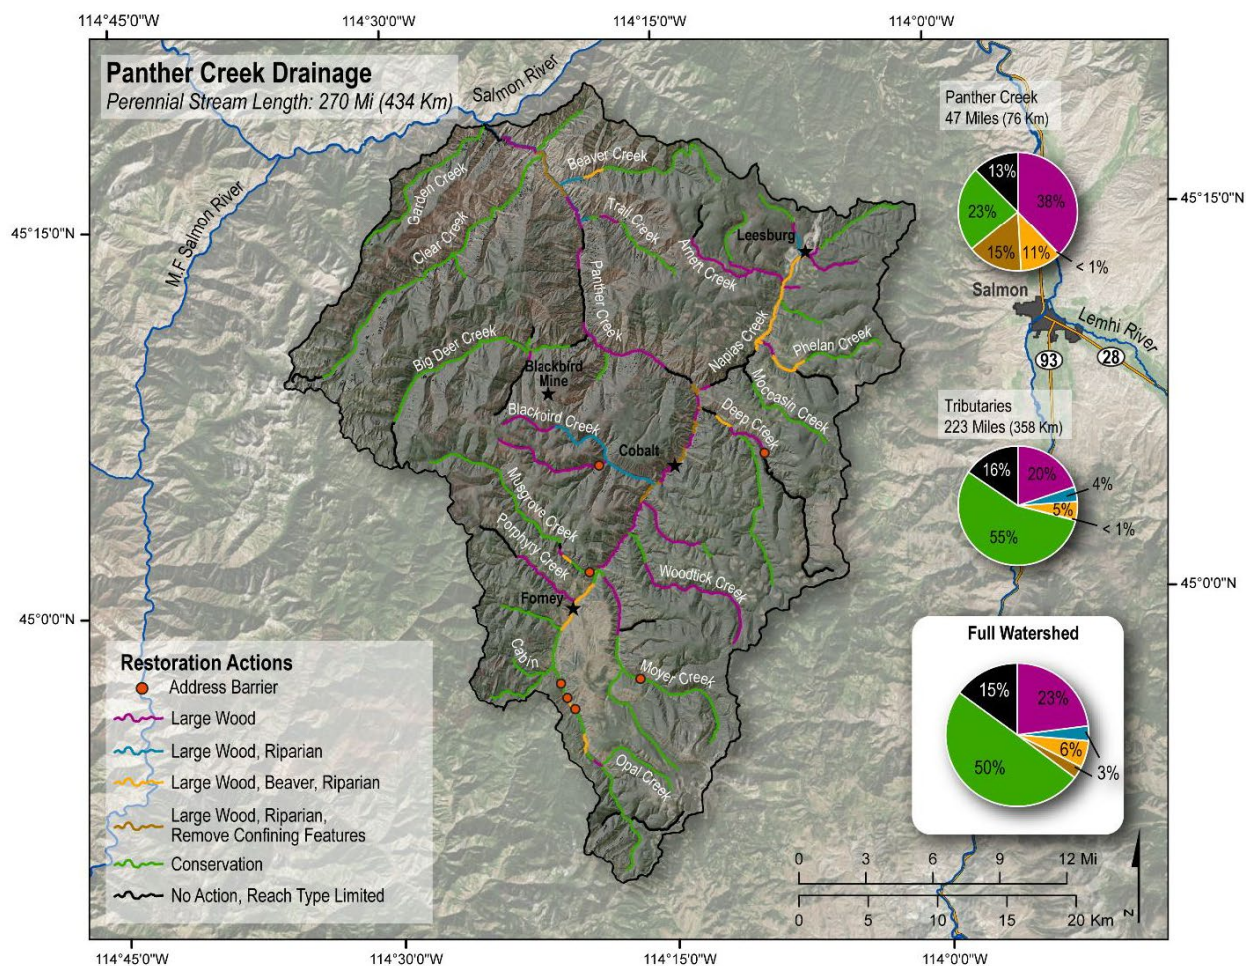 114°45'0"W
114°30'0"W
114°15'0"W
114°0'0"W
Panther Creek Drainage
Perennial Stream Length: 270 Mi (434 Km)
Salmon River
M.F Salmon River
45°15'0"N
45°15'0"N
45°0'0"N
45°0'0"N
Garden Creek
Clear Creek
Beaver Creek
Trail Creek
Arnett Creek
Leesburg
Panther Creek
Napias Creek
Phelan Creek
Big Deer Creek
Blackbird
Mine
Moccasin Creek
Blackbird Creek
Deep Creek
Cobalt
Musgrove Creek
Porphyry Creek
Woodtick Creek
Forney
Cabin
Moyer Creek
Opal Creek
Panther Creek
47 Miles (76 Km)
13%
38%
23%
15%
11%
< 1%
Salmon
Lemhi River
93
28
Tributaries
223 Miles (358 Km)
16%
20%
4%
5%
< 1%
55%
Full Watershed
15%
23%
6%
3%
50%
Restoration Actions
Address Barrier
Large Wood
Large Wood, Riparian
Large Wood, Beaver, Riparian
Large Wood, Riparian,
Remove Confining Features
Conservation
No Action, Reach Type Limited
0 3 6 9 12 Mi
0 5 10 15 20 Km
N
114°45'0"W
114°30'0"W
114°15'0"W
114°0'0"W